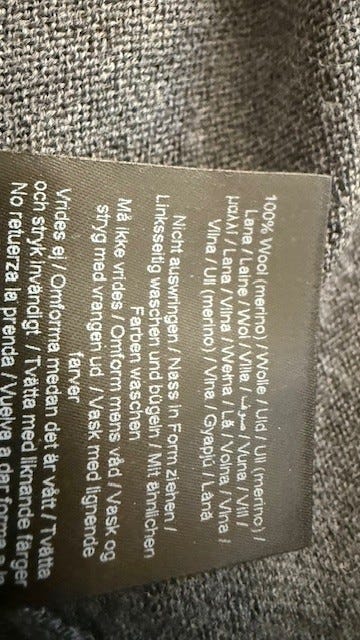 100% Wool (merino) / Wolle / Uld / Ull (merino) /
Lana / Laine / Wol / Villa / صوف / Vuna / Vill /
μαλλί / Lana / Vilna / Wełna / Lã / Volna / Vlna /
Vilna / Ull (merino) / Vlna / Gyapjú / Lână
Nicht auswringen / Nass in Form ziehen /
Linksseitig waschen und bügeln / Mit ähnlichen
Farben waschen
Må ikke vrides / Omform mens våd / Vask og
stryg med vrangen ud / Vask med lignende
farver
Vrides ej / Omforma medan det är vått / Tvätta
och stryk invändigt / Tvätta med liknande färger
No retuerza la prenda / Vuelva a dar forma a la